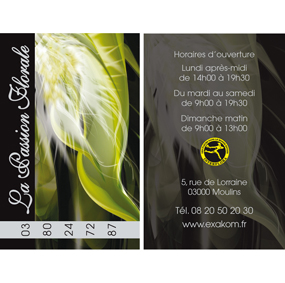 La Passion Florale
03 80 24 72 87
Horaires d'ouverture
Lundi après-midi
de 14h00 à 19h30
Du mardi au samedi
de 9h00 à 19h30
Dimanche matin
de 9h00 à 13h00
5, rue de Lorraine
03000 Moulins
Tél. 08 20 50 20 30
www.exakom.fr